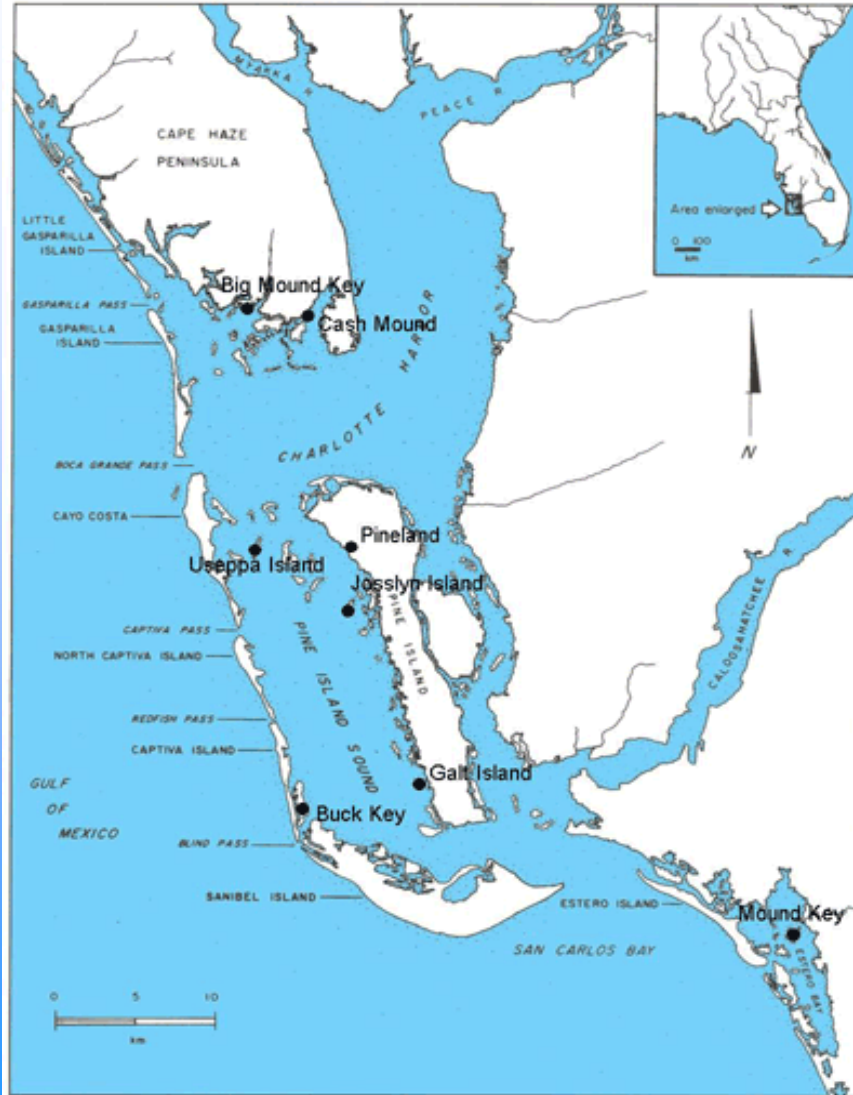 MYAKKA R.
PEACE R.
CAPE HAZE
PENINSULA
Area enlarged
0 100
km
LITTLE
GASPARILLA
ISLAND
Big Mound Key
GASPARILLA PASS
Cash Mound
GASPARILLA
ISLAND
CHARLOTTE HARBOR
N
BOCA GRANDE PASS
CAYO COSTA
Pineland
Useppa Island
Josslyn Island
PINE ISLAND
CAPTIVA PASS
NORTH CAPTIVA ISLAND
PINE ISLAND SOUND
CALOOSAHATCHEE R.
REDFISH PASS
CAPTIVA ISLAND
Galt Island
GULF
OF
MEXICO
Buck Key
BLIND PASS
SANIBEL ISLAND
ESTERO ISLAND
Mound Key
SAN CARLOS BAY
ESTERO BAY
0 5 10
km